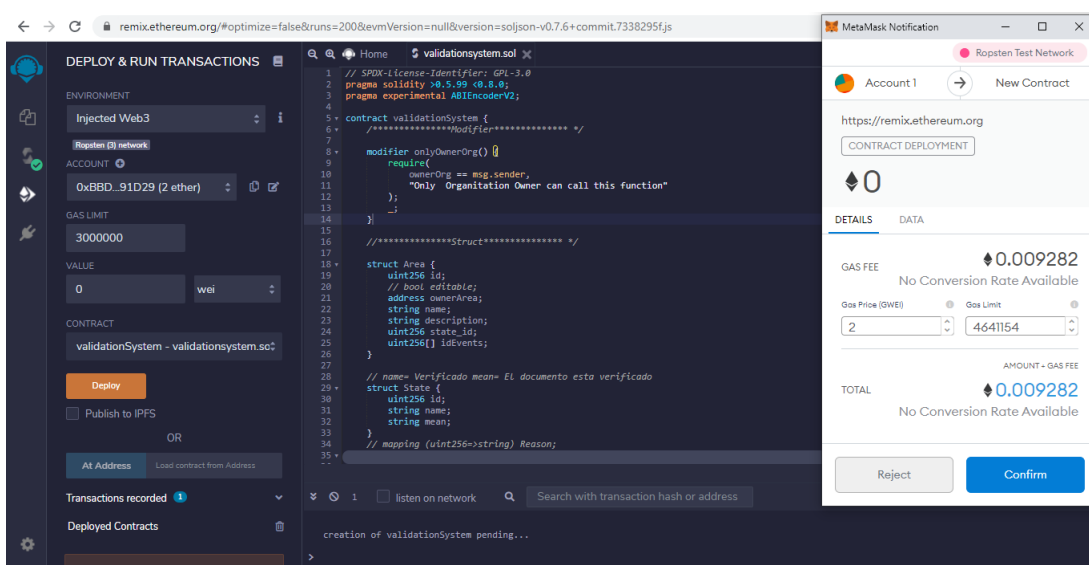 remix.ethereum.org/#optimize=false&runs=200&evmVersion=null&version=soljson-v0.7.6+commit.7338295f.js
DEPLOY & RUN TRANSACTIONS
ENVIRONMENT
Injected Web3
i
Ropsten (3) network
ACCOUNT
0xBBD...91D29 (2 ether)
GAS LIMIT
3000000
VALUE
0
wei
CONTRACT
validationSystem - validationsystem.so
Deploy
Publish to IPFS
OR
At Address
Load contract from Address
Transactions recorded 1
Deployed Contracts
Home
validationsystem.sol
1 // SPDX-License-Identifier: GPL-3.0
2 pragma solidity >0.5.99 <0.8.0;
3 pragma experimental ABIEncoderV2;
4
5 contract validationSystem {
6 /***************Modifier************** */
7
8 modifier onlyOwnerOrg() {
9 require(
10 ownerOrg == msg.sender,
11 "Only  Organitation Owner can call this function"
12 );
13 _;
14 }
15
16 //**************Struct*************** */
17
18 struct Area {
19 uint256 id;
20 // bool editable;
21 address ownerArea;
22 string name;
23 string description;
24 uint256 state_id;
25 uint256[] idEvents;
26 }
27
28 // name= Verificado mean= El documento esta verificado
29 struct State {
30 uint256 id;
31 string name;
32 string mean;
33 }
34 // mapping (uint256=>string) Reason;
35
1
listen on network
Search with transaction hash or address
creation of validationSystem pending...
>
MetaMask Notification
Ropsten Test Network
Account 1
New Contract
https://remix.ethereum.org
CONTRACT DEPLOYMENT
0
DETAILS
DATA
GAS FEE
0.009282
No Conversion Rate Available
Gas Price (GWEI)
Gas Limit
2
4641154
AMOUNT + GAS FEE
TOTAL
0.009282
No Conversion Rate Available
Reject
Confirm